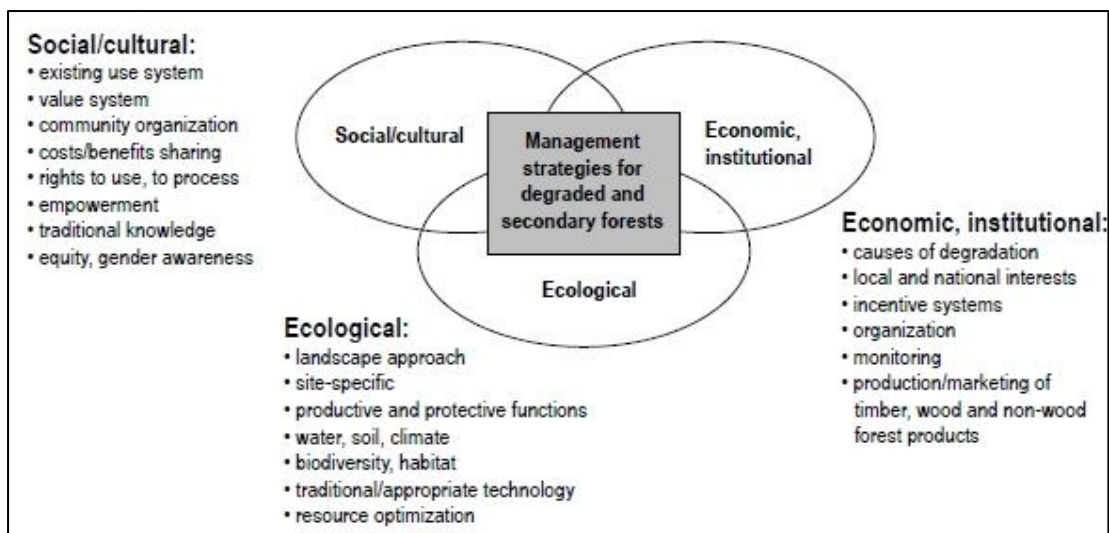 Social/cultural:
• existing use system
• value system
• community organization
• costs/benefits sharing
• rights to use, to process
• empowerment
• traditional knowledge
• equity, gender awareness
Social/cultural
Management
strategies for
degraded and
secondary forests
Economic,
institutional
Ecological
Economic, institutional:
• causes of degradation
• local and national interests
• incentive systems
• organization
• monitoring
• production/marketing of
timber, wood and non-wood
forest products
Ecological:
• landscape approach
• site-specific
• productive and protective functions
• water, soil, climate
• biodiversity, habitat
• traditional/appropriate technology
• resource optimization